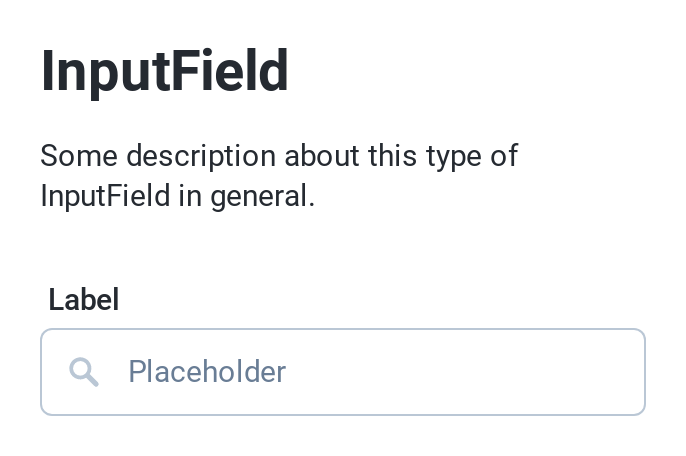 InputField
Some description about this type of
InputField in general.
Label
Placeholder